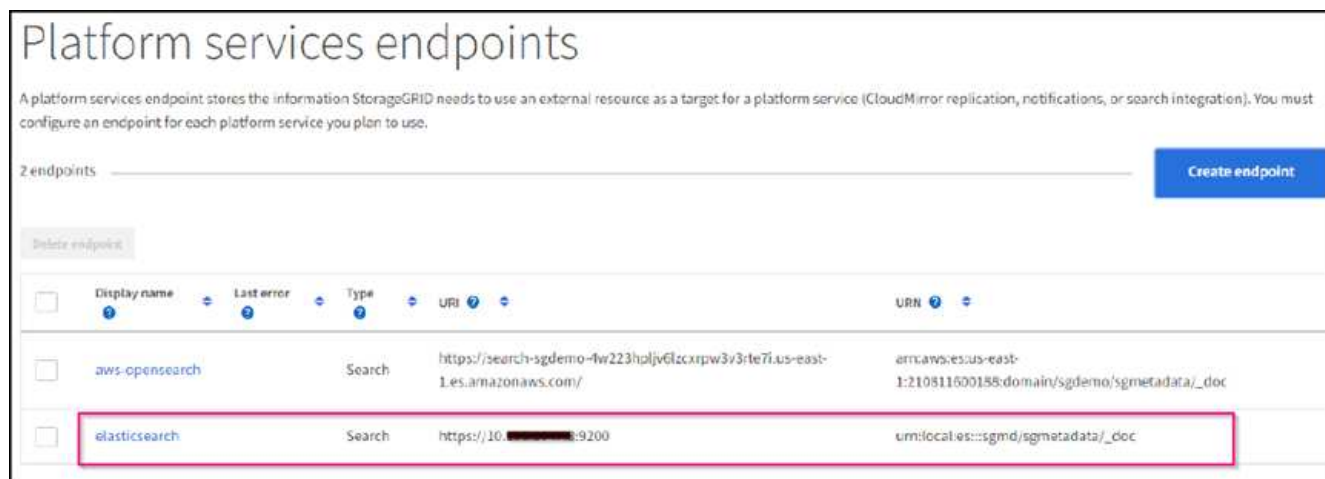 Platform services endpoints
A platform services endpoint stores the information StorageGRID needs to use an external resource as a target for a platform service (CloudMirror replication, notifications, or search integration). You must
configure an endpoint for each platform service you plan to use.
2 endpoints
Create endpoint
Delete endpoint
Display name Last error Type URI URN
aws-opensearch Search https://search-sgdemo-4w223hpljv6lzcxrpw3v3rte7i.us-east- arn:aws:es:us-east-
1.es.amazonaws.com/ 1:210811600188:domain/sgdemo/sgmetadata/_doc
elasticsearch Search https://10. :9200 urn:local:es:::sgmd/sgmetadata/_doc